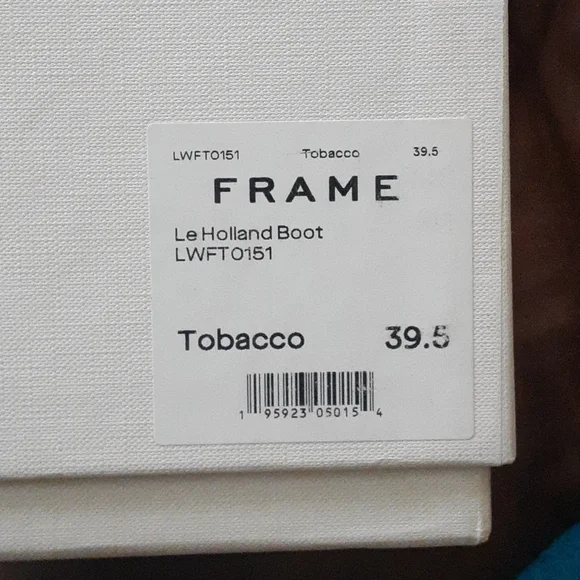 LWFT0151 Tobacco 39.5
FRAME
Le Holland Boot
LWFT0151
Tobacco 39.5
1 95923 05015 4